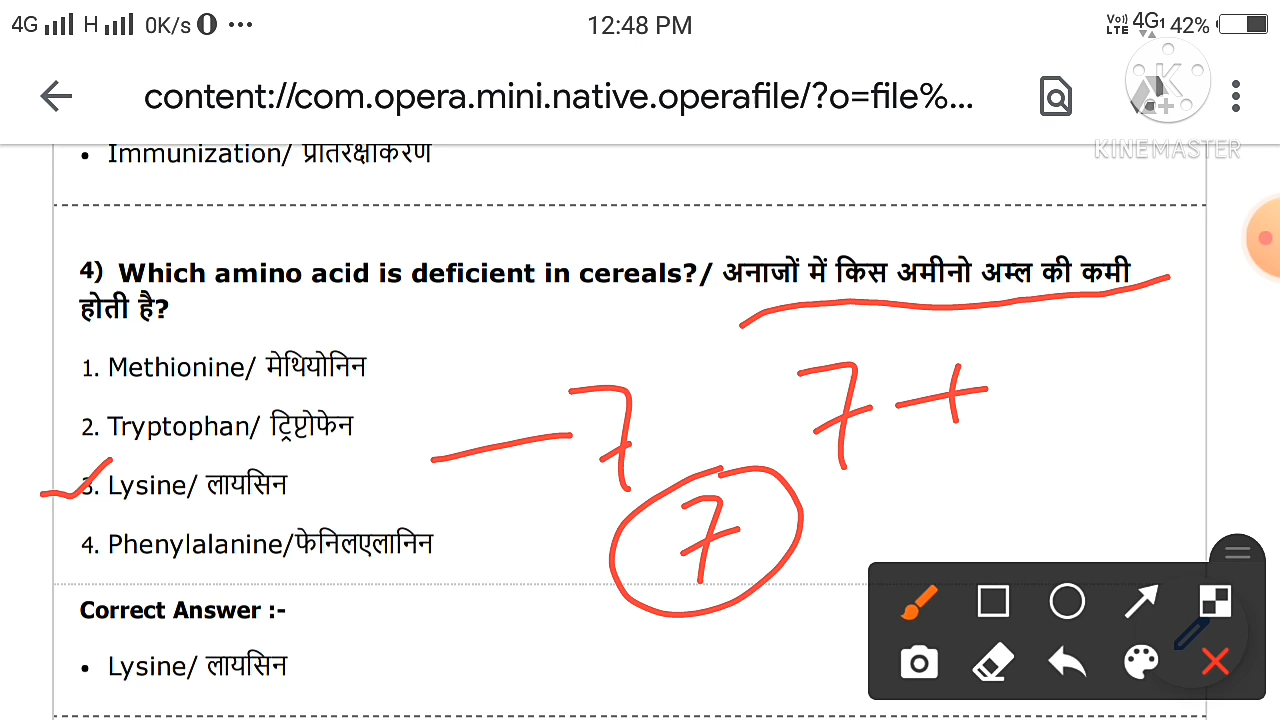 4G H 0K/s 12:48 PM Vo) LTE 4G1 42%
content://com.opera.mini.native.operafile/?o=file%...
K
KINEMASTER
• Immunization/ प्रतिरक्षीकरण
4) Which amino acid is deficient in cereals?/ अनाजों में किस अमीनो अम्ल की कमी
होती है?
1. Methionine/ मेथियोनिन
2. Tryptophan/ ट्रिप्टोफेन
3. Lysine/ लायसिन
4. Phenylalanine/फेनिलएलानिन
7
7 +
7
Correct Answer :-
• Lysine/ लायसिन